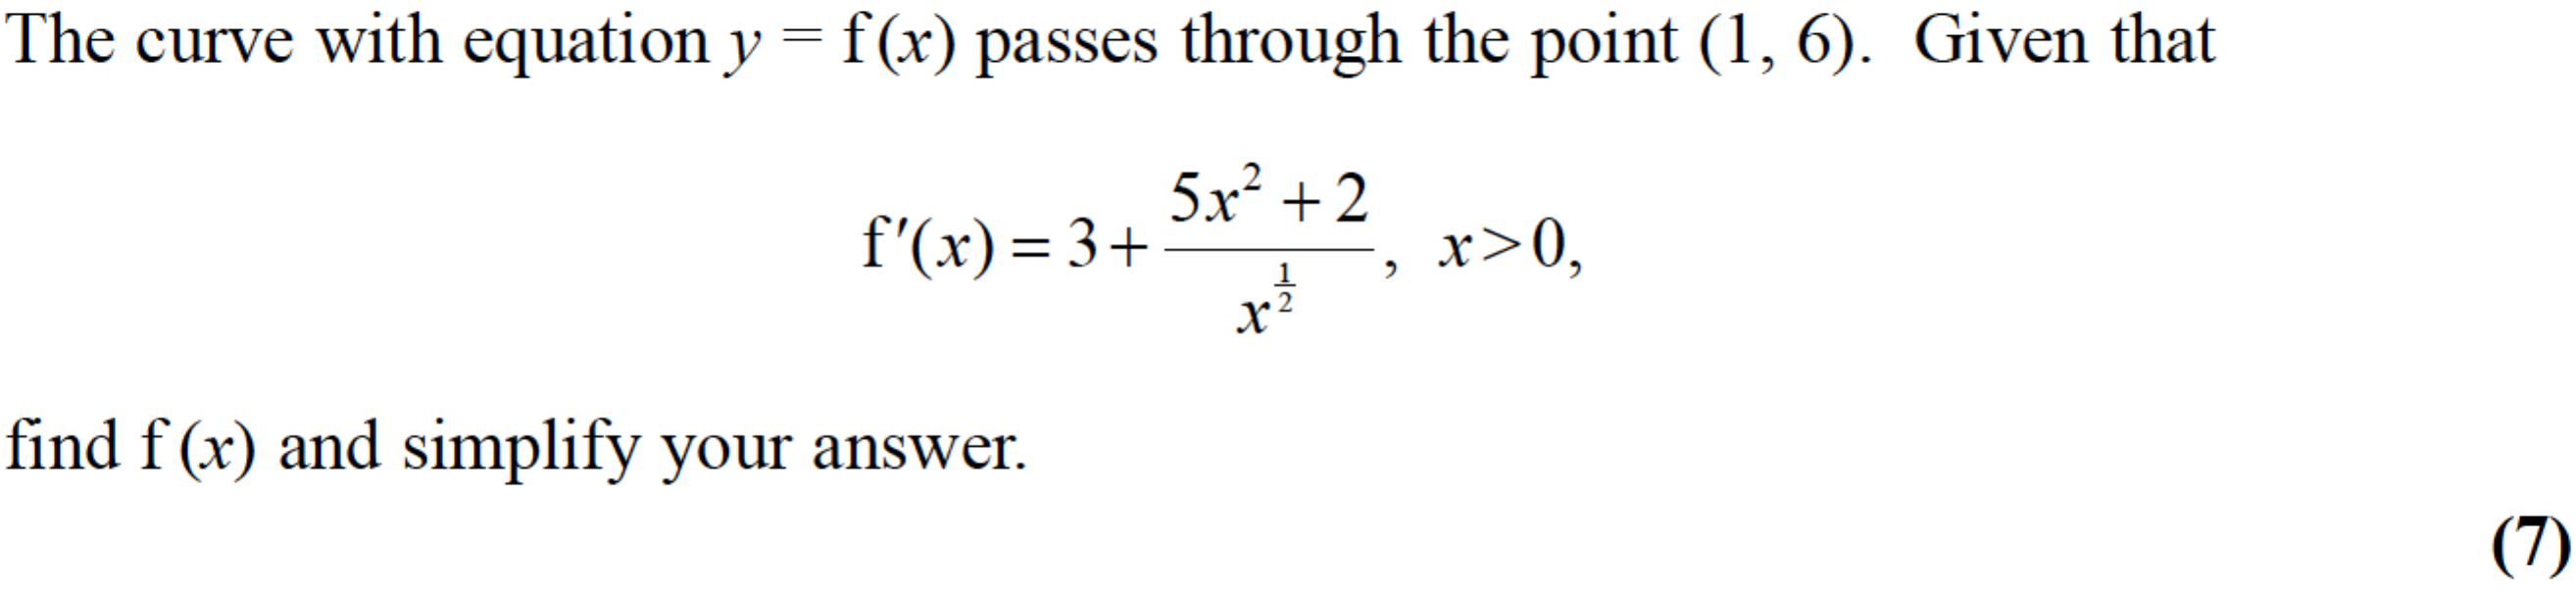 The curve with equation y = f(x) passes through the point (1, 6).  Given that
f′(x) = 3 + \frac{5x^2 + 2}{x^{\frac{1}{2}}},  x > 0,
find f (x) and simplify your answer.
(7)